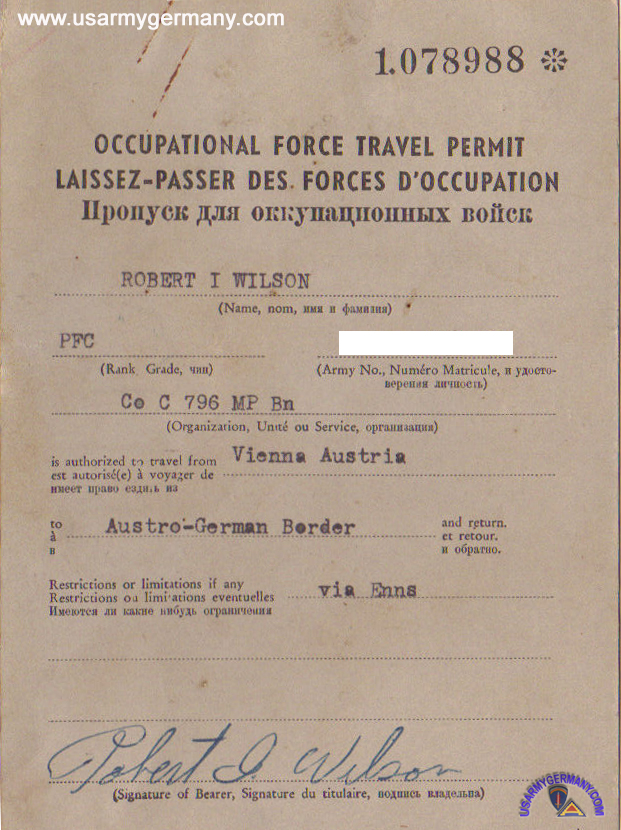 www.usarmygermany.com
1.078988 ✲
OCCUPATIONAL FORCE TRAVEL PERMIT
LAISSEZ-PASSER DES FORCES D'OCCUPATION
Пропуск для оккупационных войск
ROBERT I WILSON
(Name, nom, имя и фамилия)
PFC
(Rank Grade, чин)
(Army No., Numéro Matricule, и удосто-
верения личность)
Co C 796 MP Bn
(Organization, Unité ou Service, организация)
is authorized to travel from Vienna Austria
est autorisé(e) à voyager de
имеет право ездить из
to Austro-German Border and return.
à et retour.
в и обратно.
Restrictions or limitations if any via Enns
Restrictions ou limitations eventuelles
Имеются ли какие нибудь ограничения
Robert I. Wilson
(Signature of Bearer, Signature du titulaire, подпись владельца)
USARMYGERMANY.COM